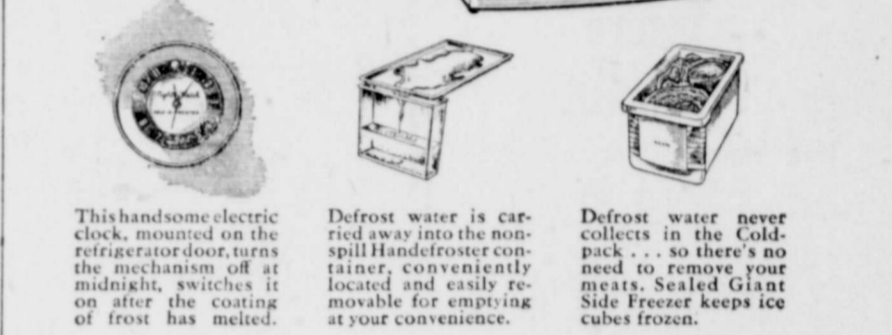 This handsome electric
clock, mounted on the
refrigerator door, turns
the mechanism off at
midnight, switches it
on after the coating
of frost has melted.
Defrost water is car-
ried away into the non-
spill Handefroster con-
tainer, conveniently
located and easily re-
movable for emptying
at your convenience.
Defrost water never
collects in the Cold-
pack . . . so there's no
need to remove your
meats. Sealed Giant
Side Freezer keeps ice
cubes frozen.